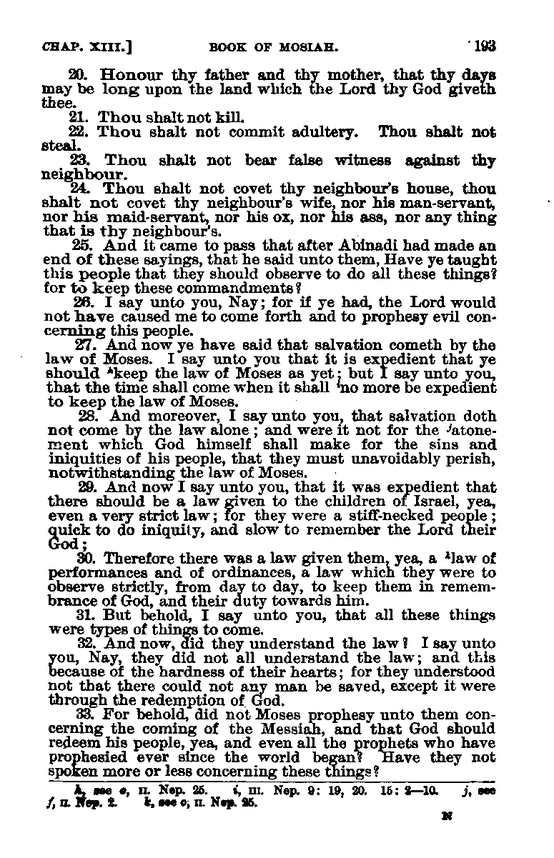 CHAP. XIII.] BOOK OF MOSIAH. 193
20. Honour thy father and thy mother, that thy days
may be long upon the land which the Lord thy God giveth
thee.
21. Thou shalt not kill.
22. Thou shalt not commit adultery. Thou shalt not
steal.
23. Thou shalt not bear false witness against thy
neighbour.
24. Thou shalt not covet thy neighbour's house, thou
shalt not covet thy neighbour's wife, nor his man-servant,
nor his maid-servant, nor his ox, nor his ass, nor any thing
that is thy neighbour's.
25. And it came to pass that after Abinadi had made an
end of these sayings, that he said unto them, Have ye taught
this people that they should observe to do all these things?
for to keep these commandments?
26. I say unto you, Nay; for if ye had, the Lord would
not have caused me to come forth and to prophesy evil con-
cerning this people.
27. And now ye have said that salvation cometh by the
law of Moses. I say unto you that it is expedient that ye
should ʰkeep the law of Moses as yet; but I say unto you,
that the time shall come when it shall ⁱno more be expedient
to keep the law of Moses.
28. And moreover, I say unto you, that salvation doth
not come by the law alone; and were it not for the ʲatone-
ment which God himself shall make for the sins and
iniquities of his people, that they must unavoidably perish,
notwithstanding the law of Moses.
29. And now I say unto you, that it was expedient that
there should be a law given to the children of Israel, yea,
even a very strict law; for they were a stiff-necked people;
quick to do iniquity, and slow to remember the Lord their
God;
30. Therefore there was a law given them, yea, a ᵏlaw of
performances and of ordinances, a law which they were to
observe strictly, from day to day, to keep them in remem-
brance of God, and their duty towards him.
31. But behold, I say unto you, that all these things
were types of things to come.
32. And now, did they understand the law? I say unto
you, Nay, they did not all understand the law; and this
because of the hardness of their hearts; for they understood
not that there could not any man be saved, except it were
through the redemption of God.
33. For behold, did not Moses prophesy unto them con-
cerning the coming of the Messiah, and that God should
redeem his people, yea, and even all the prophets who have
prophesied ever since the world began? Have they not
spoken more or less concerning these things?
h, see e, II. Nep. 25. i, III. Nep. 9: 19, 20. 15: 2—10. j, see
f, II. Nep. 2. k, see c, II. Nep. 25.
N